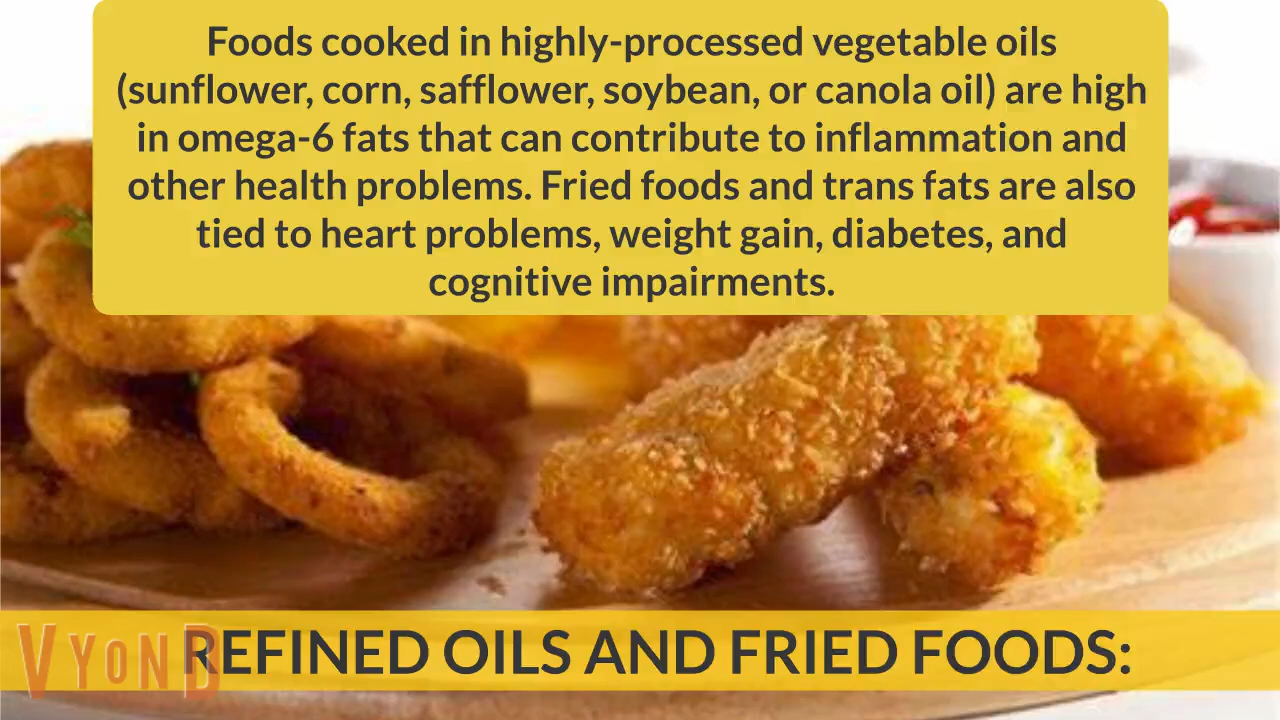 Foods cooked in highly-processed vegetable oils
(sunflower, corn, safflower, soybean, or canola oil) are high
in omega-6 fats that can contribute to inflammation and
other health problems. Fried foods and trans fats are also
tied to heart problems, weight gain, diabetes, and
cognitive impairments.
REFINED OILS AND FRIED FOODS:
VYOND